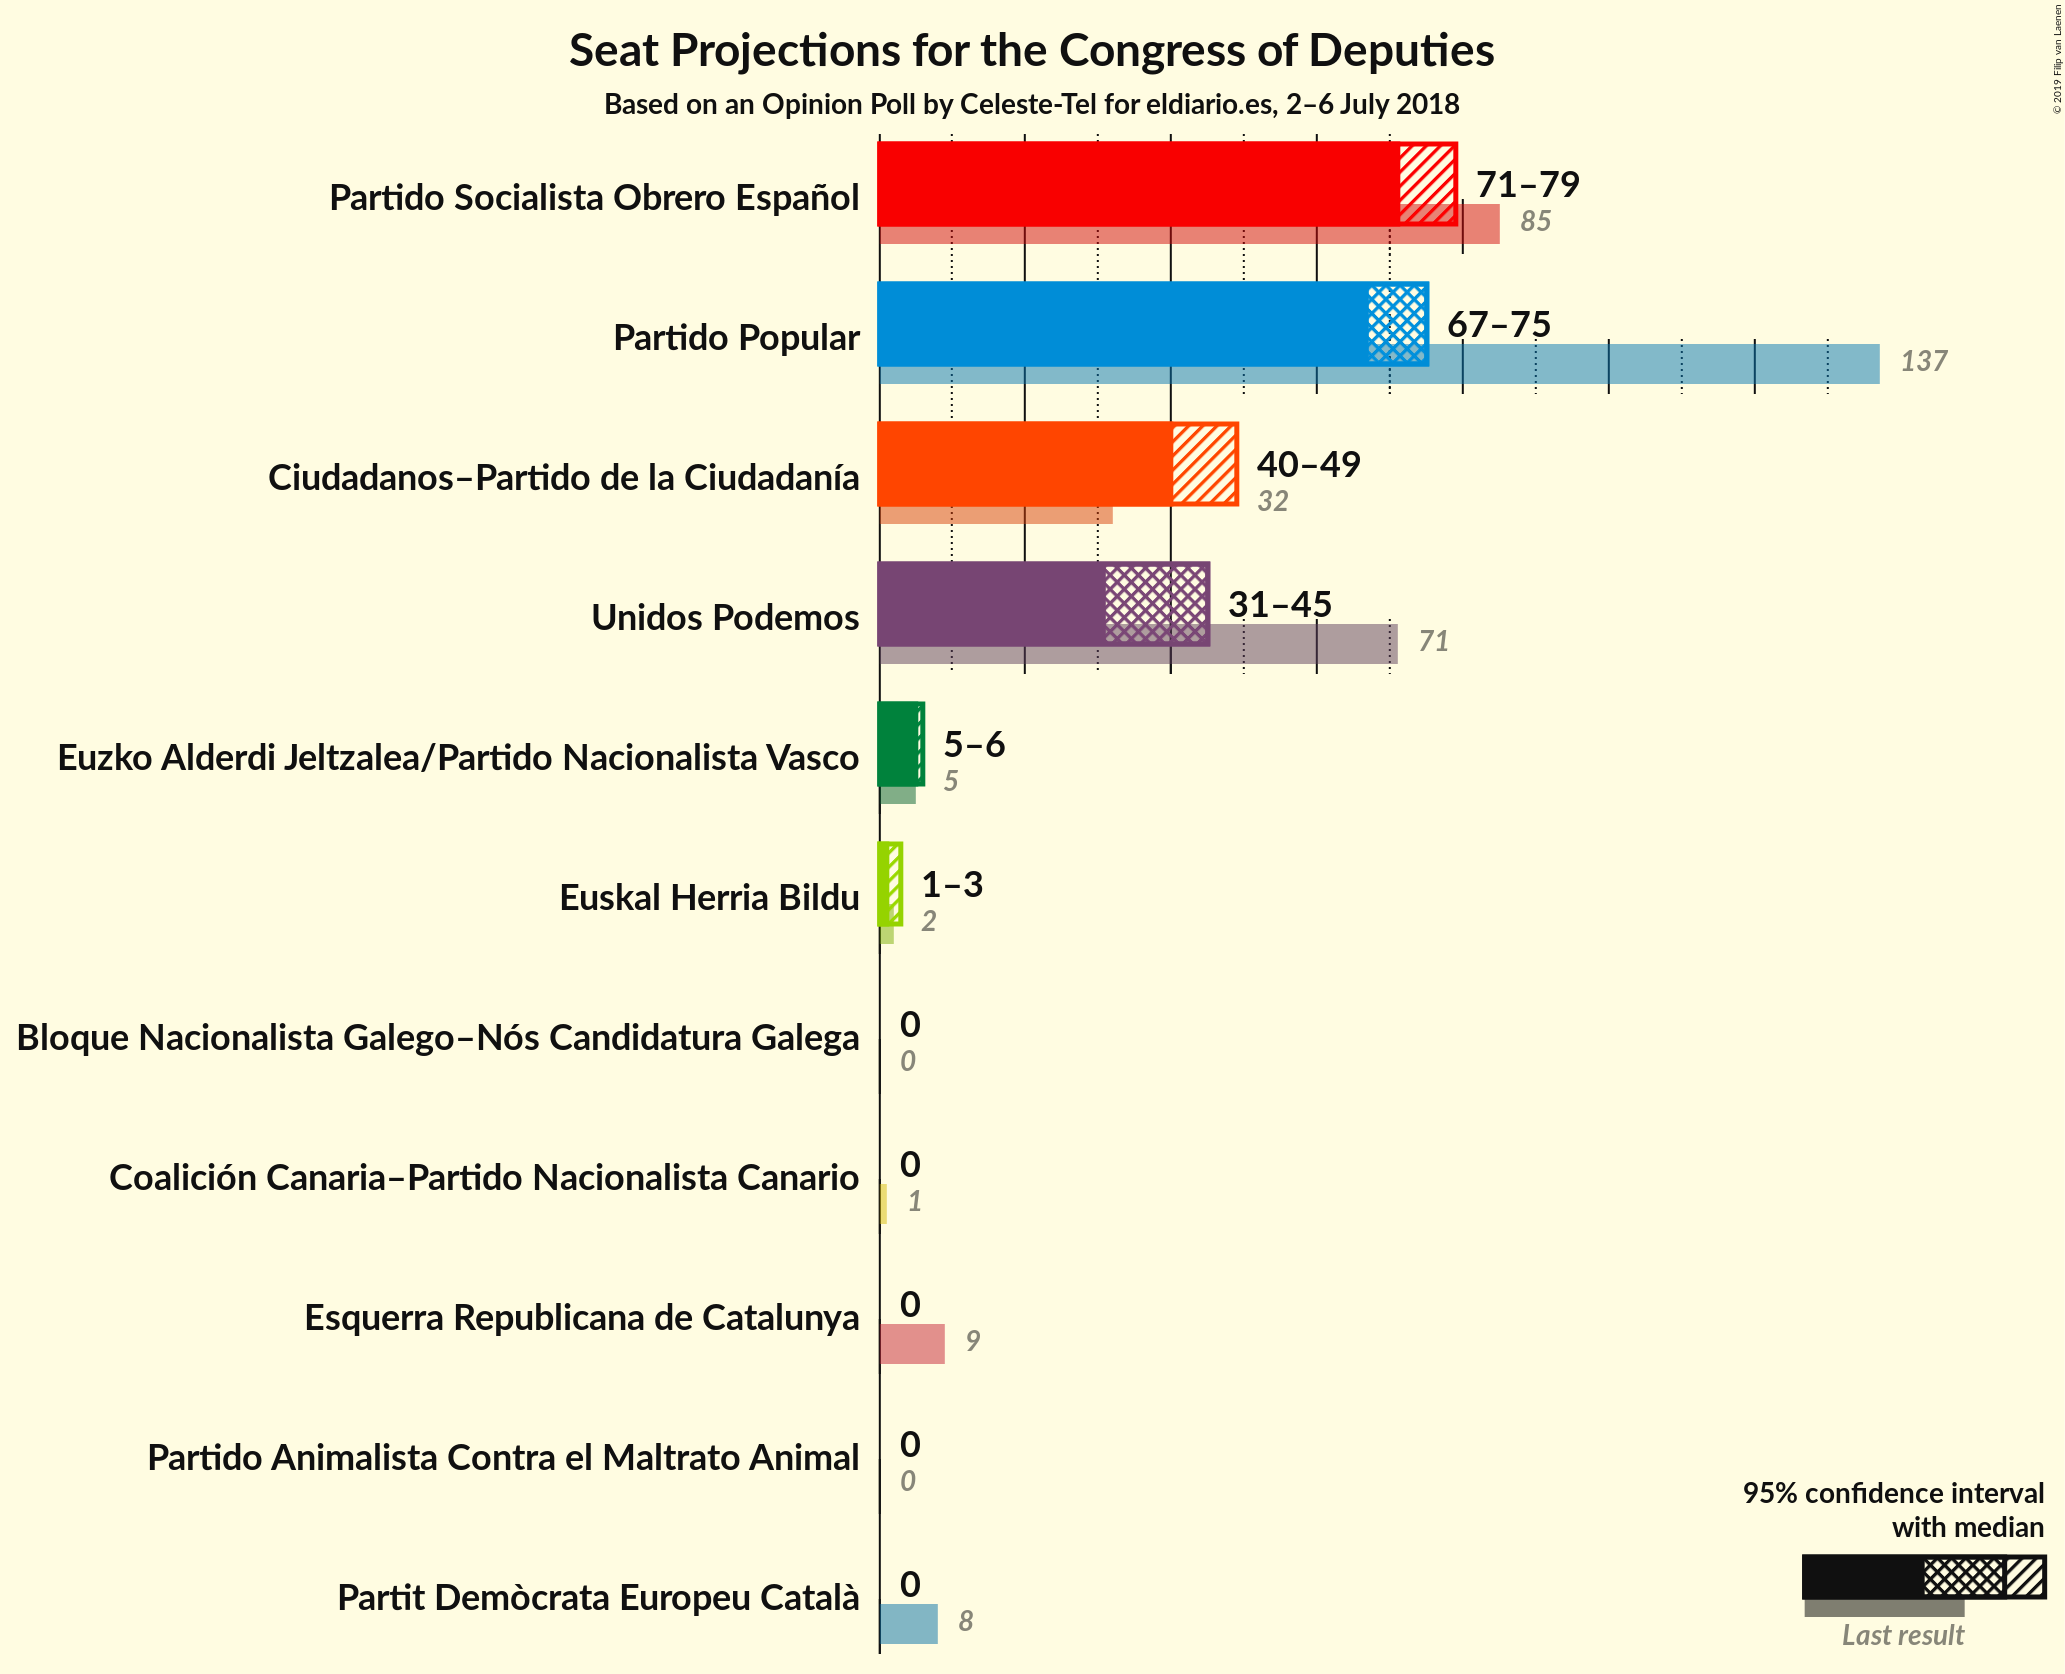 Seat Projections for the Congress of Deputies
Based on an Opinion Poll by Celeste-Tel for eldiario.es, 2–6 July 2018
© 2019 Filip van Laenen
Partido Socialista Obrero Español
71–79
85
Partido Popular
67–75
137
Ciudadanos–Partido de la Ciudadanía
40–49
32
Unidos Podemos
31–45
71
Euzko Alderdi Jeltzalea/Partido Nacionalista Vasco
5–6
5
Euskal Herria Bildu
1–3
2
Bloque Nacionalista Galego–Nós Candidatura Galega
0
0
Coalición Canaria–Partido Nacionalista Canario
0
1
Esquerra Republicana de Catalunya
0
9
Partido Animalista Contra el Maltrato Animal
0
0
Partit Demòcrata Europeu Català
0
8
95% confidence interval
with median
Last result